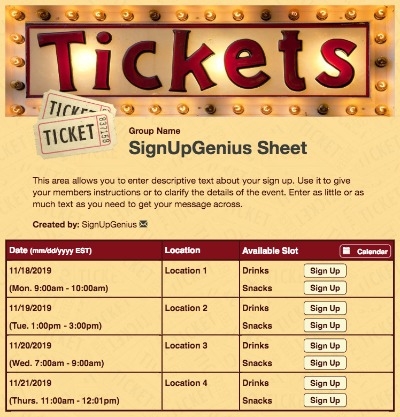 Tickets
TICKET
TICKET
337159
Group Name
SignUpGenius Sheet
This area allows you to enter descriptive text about your sign up. Use it to give
your members instructions or to clarify the details of the event. Enter as little or as
much text as you need to get your message across.
Created by: SignUpGenius
Date (mm/dd/yyyy EST) Location Available Slot Calendar
11/18/2019 Location 1 Drinks Sign Up
(Mon. 9:00am - 10:00am) Snacks Sign Up
11/19/2019 Location 2 Drinks Sign Up
(Tue. 1:00pm - 3:00pm) Snacks Sign Up
11/20/2019 Location 3 Drinks Sign Up
(Wed. 7:00am - 9:00am) Snacks Sign Up
11/21/2019 Location 4 Drinks Sign Up
(Thurs. 11:00am - 12:01pm) Snacks Sign Up